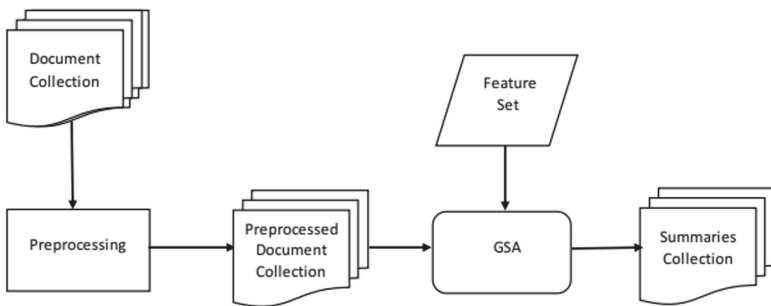 Document
Collection
Feature
Set
Preprocessing
Preprocessed
Document
Collection
GSA
Summaries
Collection